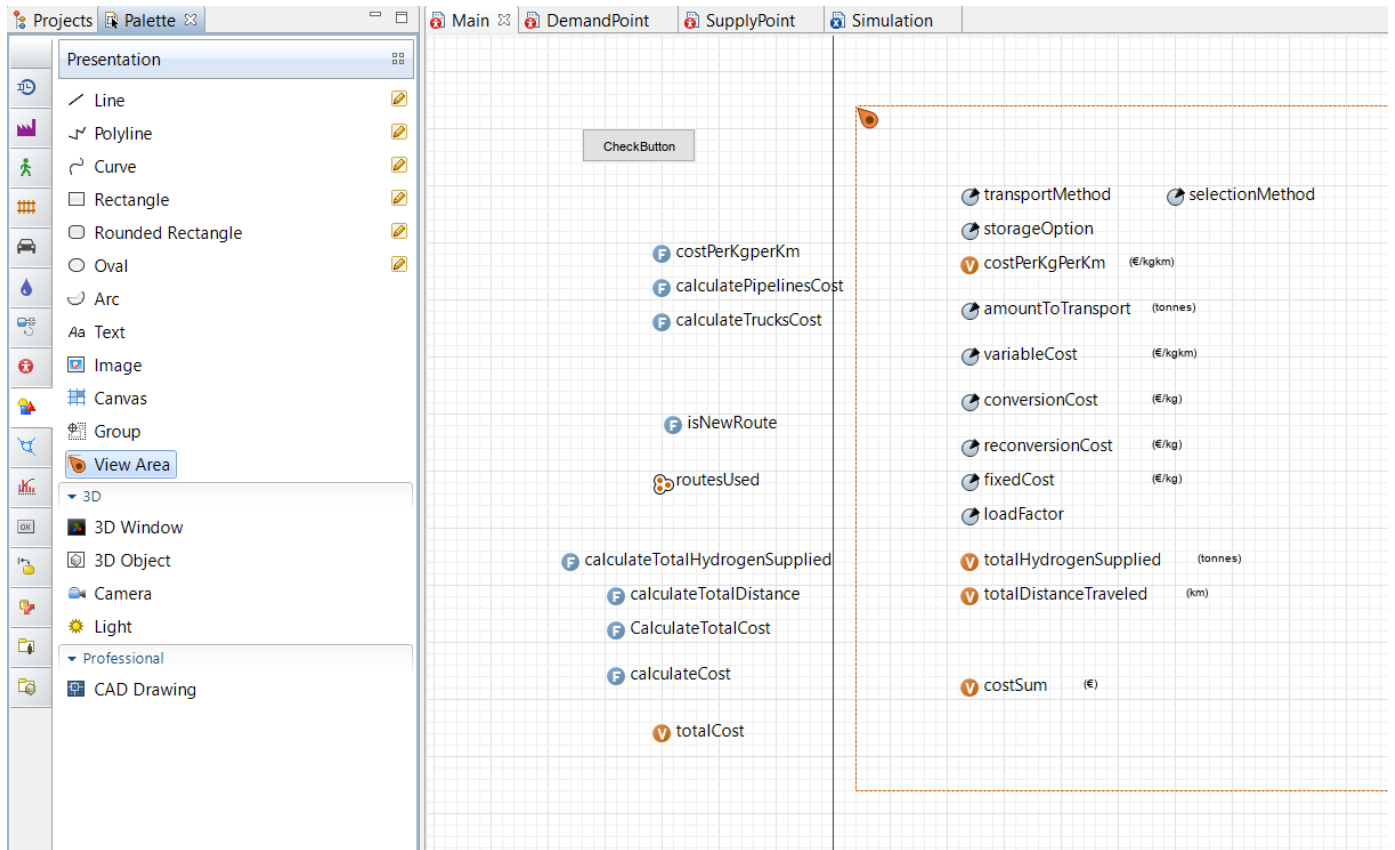 Projects
Palette
Main
DemandPoint
SupplyPoint
Simulation
Presentation
Line
Polyline
Curve
Rectangle
Rounded Rectangle
Oval
Arc
Aa Text
Image
Canvas
Group
View Area
3D
3D Window
3D Object
Camera
Light
Professional
CAD Drawing
OK
CheckButton
F costPerKgperKm
F calculatePipelinesCost
F calculateTrucksCost
F isNewRoute
routesUsed
F calculateTotalHydrogenSupplied
F calculateTotalDistance
F CalculateTotalCost
F calculateCost
V totalCost
transportMethod
selectionMethod
storageOption
V costPerKgPerKm (€/kgkm)
amountToTransport (tonnes)
variableCost (€/kgkm)
conversionCost (€/kg)
reconversionCost (€/kg)
fixedCost (€/kg)
loadFactor
V totalHydrogenSupplied (tonnes)
V totalDistanceTraveled (km)
V costSum (€)